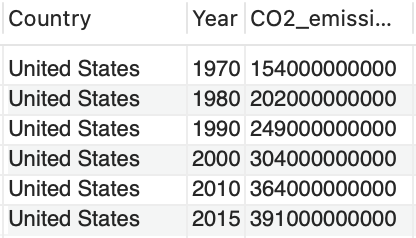 Country Year CO2_emissi...
United States 1970 154000000000
United States 1980 202000000000
United States 1990 249000000000
United States 2000 304000000000
United States 2010 364000000000
United States 2015 391000000000